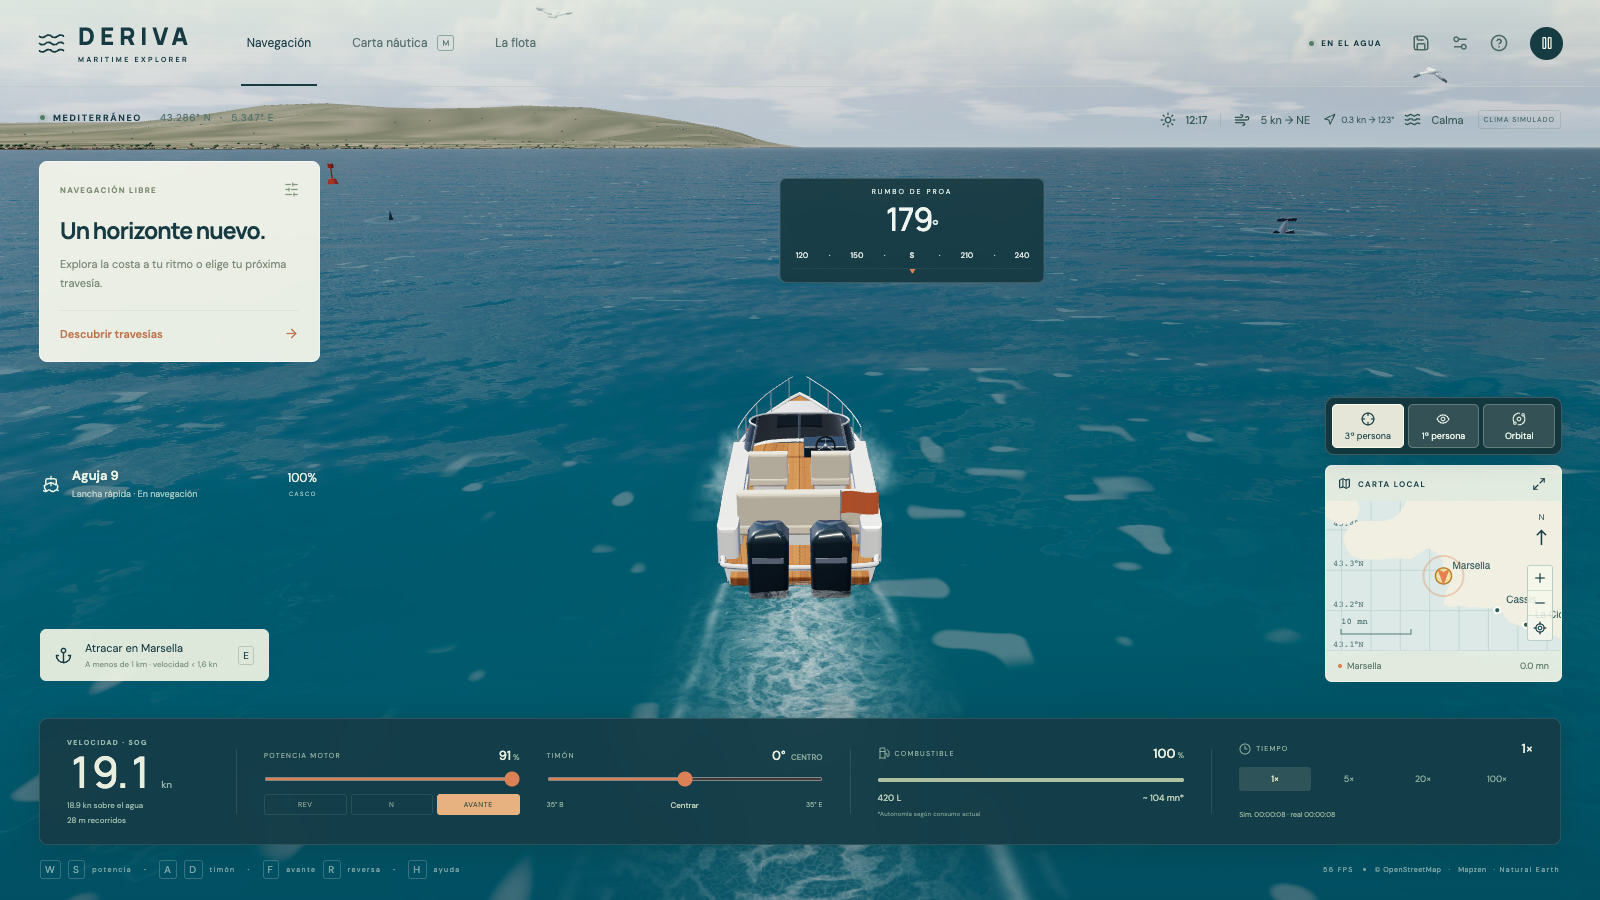 DERIVA
MARITIME EXPLORER
Navegación
Carta náutica M
La flota
EN EL AGUA
MEDITERRÁNEO 43.286° N · 5.347° E
12:17
5 kn → NE
0.3 kn → 123°
Calma
CLIMA SIMULADO
NAVEGACIÓN LIBRE
Un horizonte nuevo.
Explora la costa a tu ritmo o elige tu próxima
travesía.
Descubrir travesías →
RUMBO DE PROA
179°
120 · 150 · S · 210 · 240
3ª persona
1ª persona
Orbital
Aguja 9
Lancha rápida · En navegación
100%
CASCO
CARTA LOCAL
N
43.3°N
Marsella
43.2°N
10 mn
43.1°N
Marsella 0.0 mn
Atracar en Marsella
A menos de 1 km · velocidad < 1,6 kn
E
VELOCIDAD · SOG
19.1 kn
18.9 kn sobre el agua
28 m recorridos
POTENCIA MOTOR 91 %
REV N AVANTE
TIMÓN 0° CENTRO
35° B Centrar 35° E
COMBUSTIBLE 100 %
420 L ~ 104 mn*
*Autonomía según consumo actual
TIEMPO 1×
1× 5× 20× 100×
Sim. 00:00:08 · real 00:00:08
W S potencia · A D timón · F avante R reversa · H ayuda
56 FPS • © OpenStreetMap · Mapzen · Natural Earth